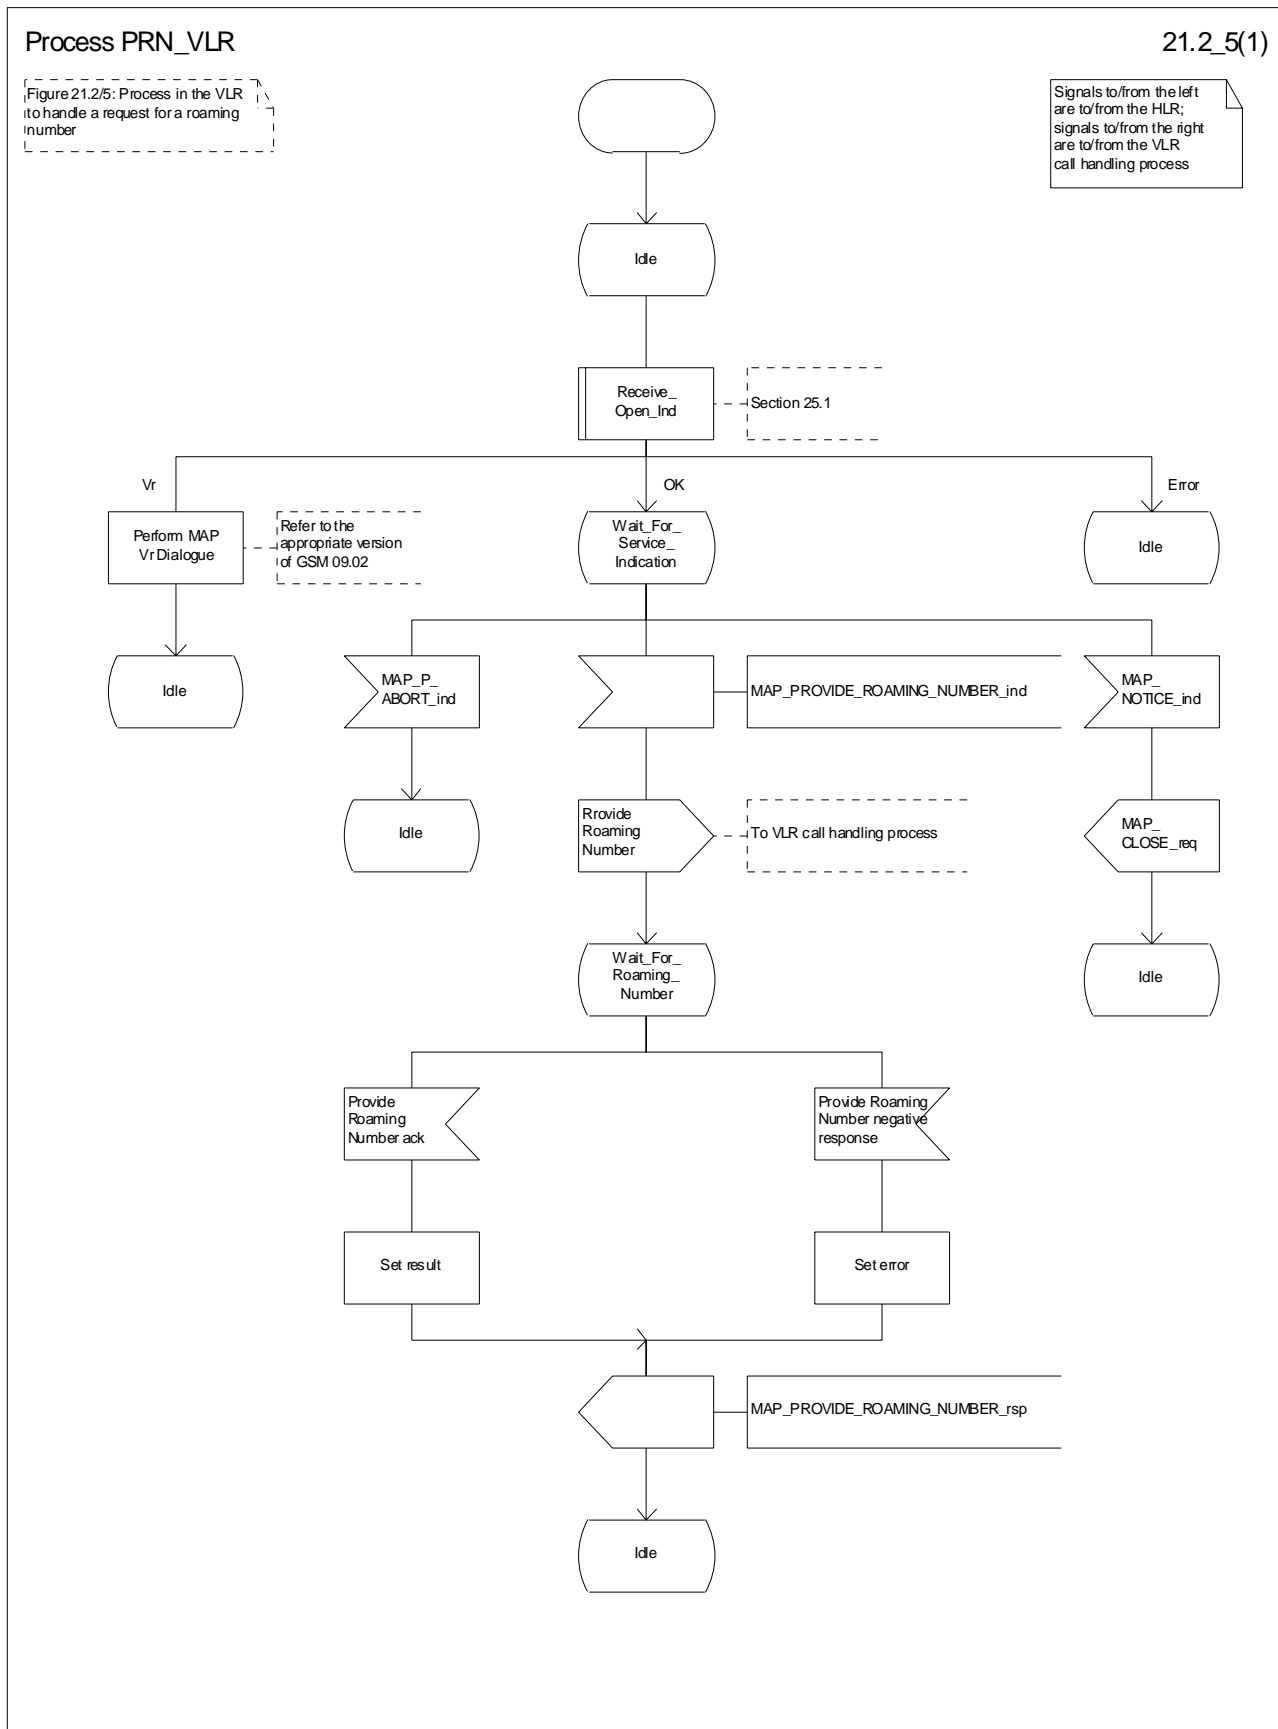 Process PRN_VLR
21.2_5(1)
Figure 21.2/5: Process in the VLR
to handle a request for a roaming
number
Signals to/from the left
are to/from the HLR;
signals to/from the right
are to/from the VLR
call handling process
Idle
Receive_
Open_Ind
Section 25.1
Vr
OK
Error
Perform MAP
Vr Dialogue
Refer to the
appropriate version
of GSM 09.02
Wait_For_
Service_
Indication
Idle
Idle
MAP_P_
ABORT_ind
MAP_PROVIDE_ROAMING_NUMBER_ind
MAP_
NOTICE_ind
Idle
Rrovide
Roaming
Number
To VLR call handling process
MAP_
CLOSE_req
Wait_For_
Roaming_
Number
Idle
Provide
Roaming
Number ack
Provide Roaming
Number negative
response
Set result
Set error
MAP_PROVIDE_ROAMING_NUMBER_rsp
Idle